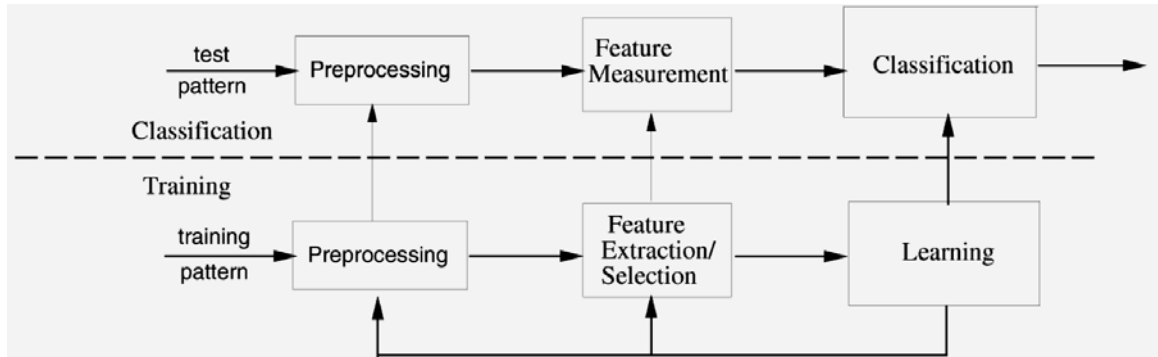 test
pattern
Preprocessing
Feature
Measurement
Classification
Classification
Training
training
pattern
Preprocessing
Feature
Extraction/
Selection
Learning